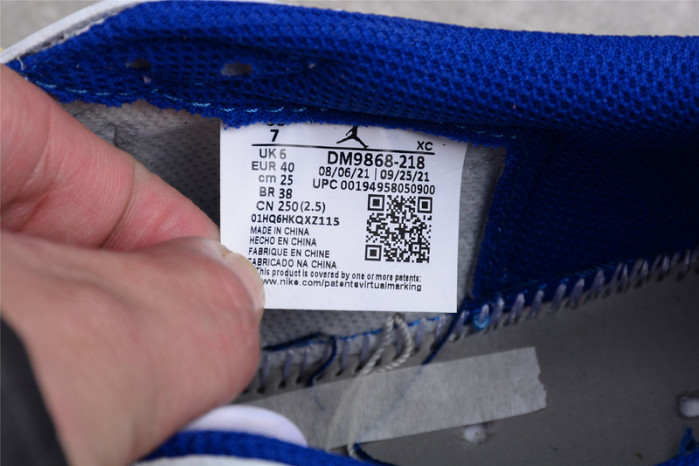 7
XC
UK 6
EUR 40
cm 25
BR 38
CN 250(2.5)
DM9868-218
08/06/21 | 09/25/21
UPC 00194958050900
01HQ6HKQXZ115
MADE IN CHINA
HECHO EN CHINA
FABRIQUE EN CHINE
FABRICADO NA CHINA
This product is covered by one or more patents:
www.nike.com/patentsvirtualmarking